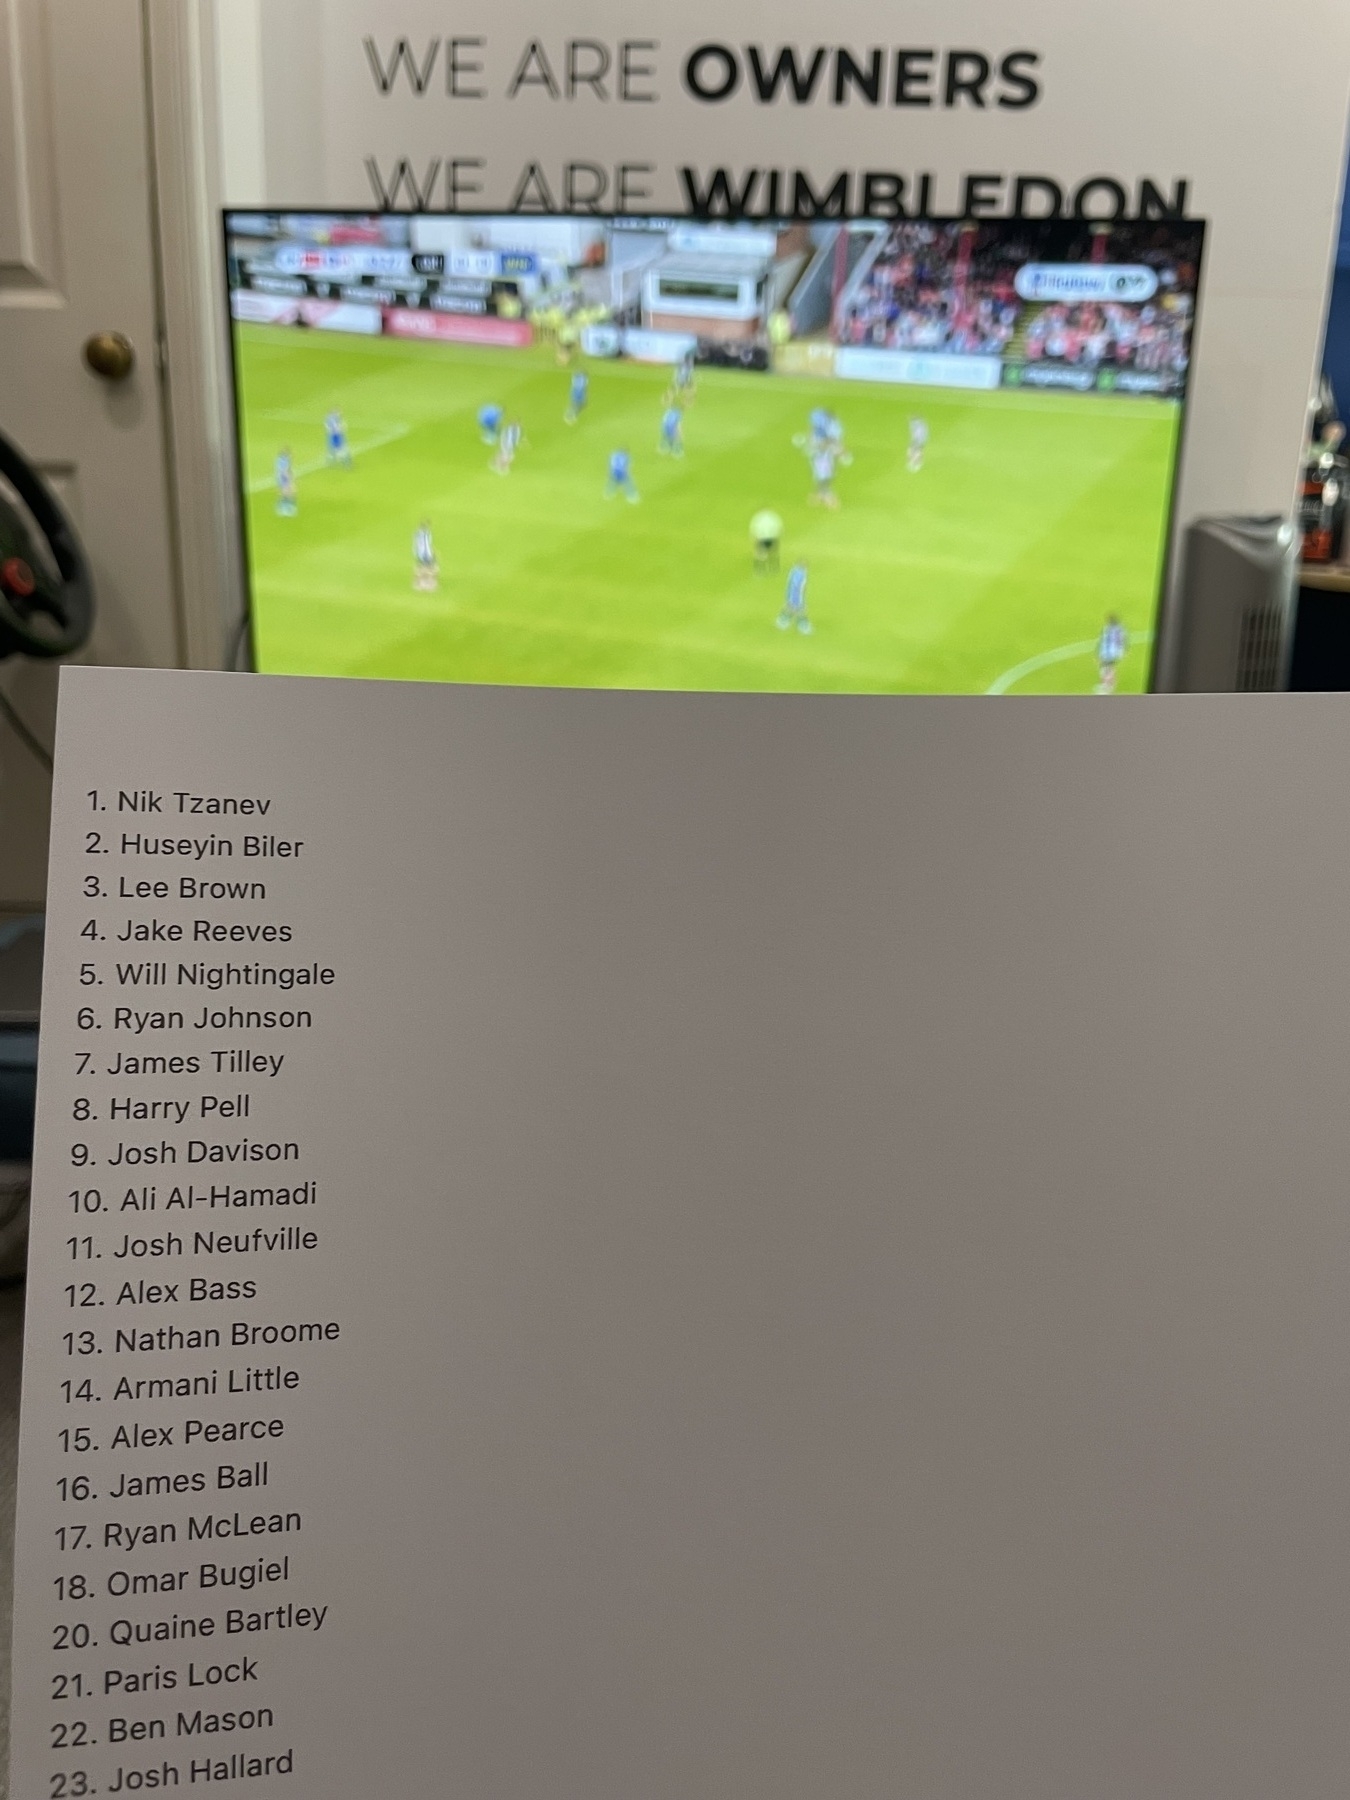 WE ARE OWNERS
WE ARE WIMBLEDON
1. Nik Tzanev
2. Huseyin Biler
3. Lee Brown
4. Jake Reeves
5. Will Nightingale
6. Ryan Johnson
7. James Tilley
8. Harry Pell
9. Josh Davison
10. Ali Al-Hamadi
11. Josh Neufville
12. Alex Bass
13. Nathan Broome
14. Armani Little
15. Alex Pearce
16. James Ball
17. Ryan McLean
18. Omar Bugiel
20. Quaine Bartley
21. Paris Lock
22. Ben Mason
23. Josh Hallard